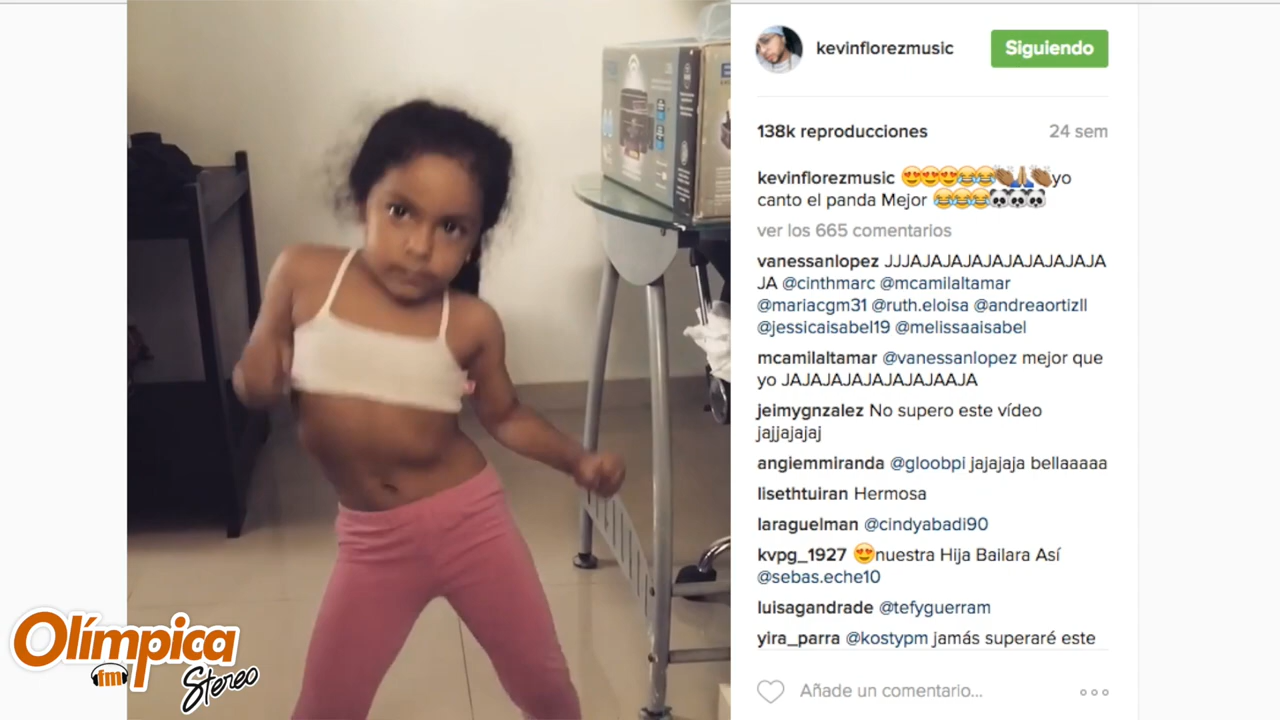 kevinflorezmusic
Siguiendo
138k reproducciones
24 sem
kevinflorezmusic 😍😍😍😂😂👏🏾🙏🏽👏🏾yo
canto el panda Mejor 😂😂😂🐼🐼🐼
ver los 665 comentarios
vanessanlopez JJJAJAJAJAJAJAJAJAJAJA
JA @cinthmarc @mcamilaltamar
@mariacgm31 @ruth.eloisa @andreaortizll
@jessicaisabel19 @melissaaisabel
mcamilaltamar @vanessanlopez mejor que
yo JAJAJAJAJAJAJAJAAJA
jeimygnzalez No supero este vídeo
jajjajajaj
angiemmiranda @gloobpi jajajaja bellaaaaa
lisethtuiran Hermosa
laraguelman @cindyabadi90
kvpg_1927 😍nuestra Hija Bailara Así
@sebas.eche10
luisagandrade @tefyguerram
yira_parra @kostypm jamás superaré este
Añade un comentario...
Olímpica
fm
Stereo